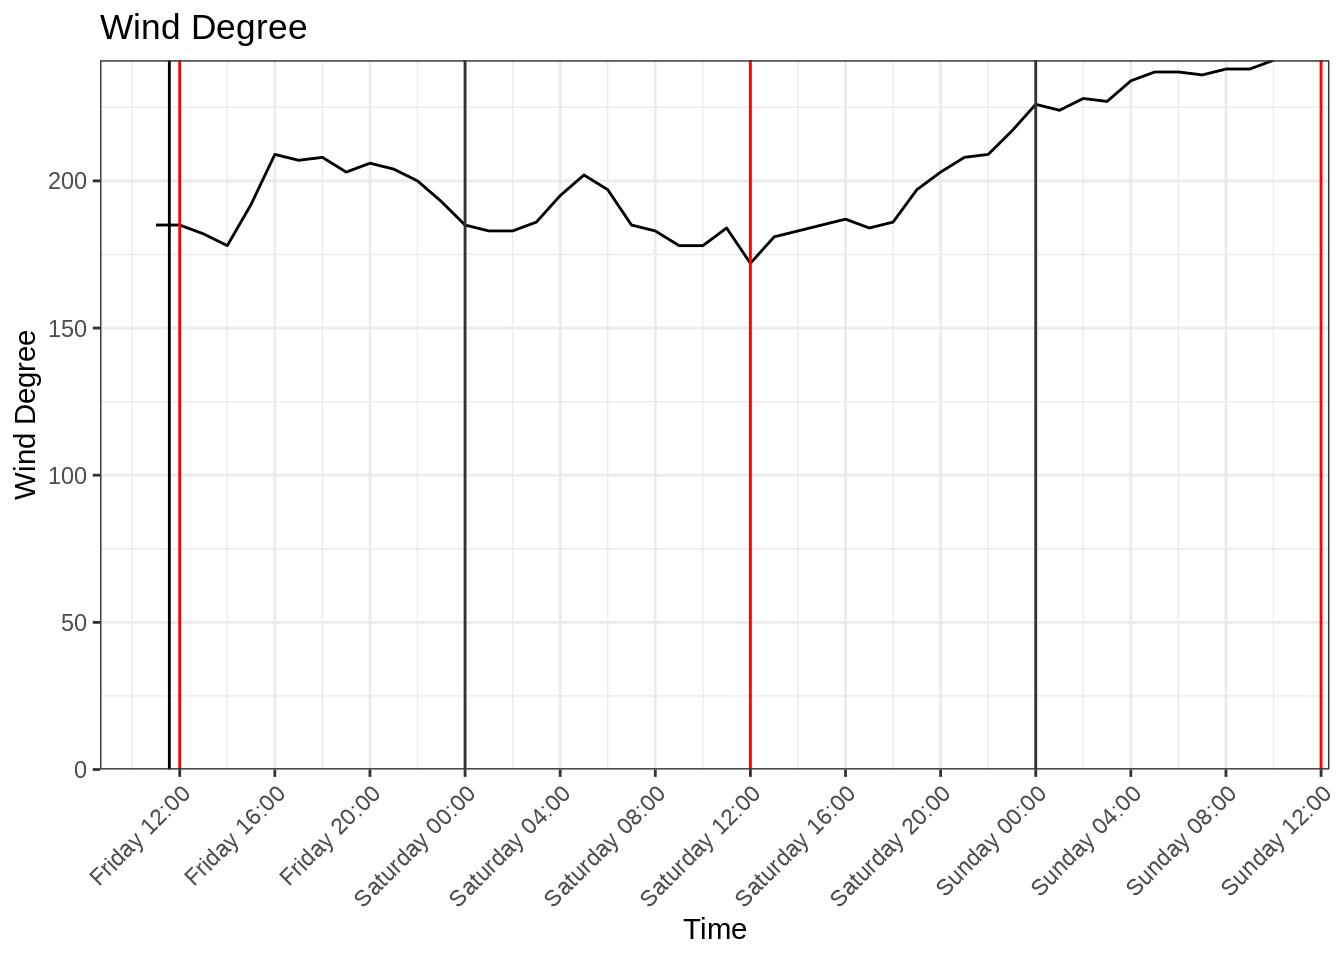 Wind Degree
Wind Degree
200
150
100
50
0
Friday 12:00
Friday 16:00
Friday 20:00
Saturday 00:00
Saturday 04:00
Saturday 08:00
Saturday 12:00
Saturday 16:00
Saturday 20:00
Sunday 00:00
Sunday 04:00
Sunday 08:00
Sunday 12:00
Time